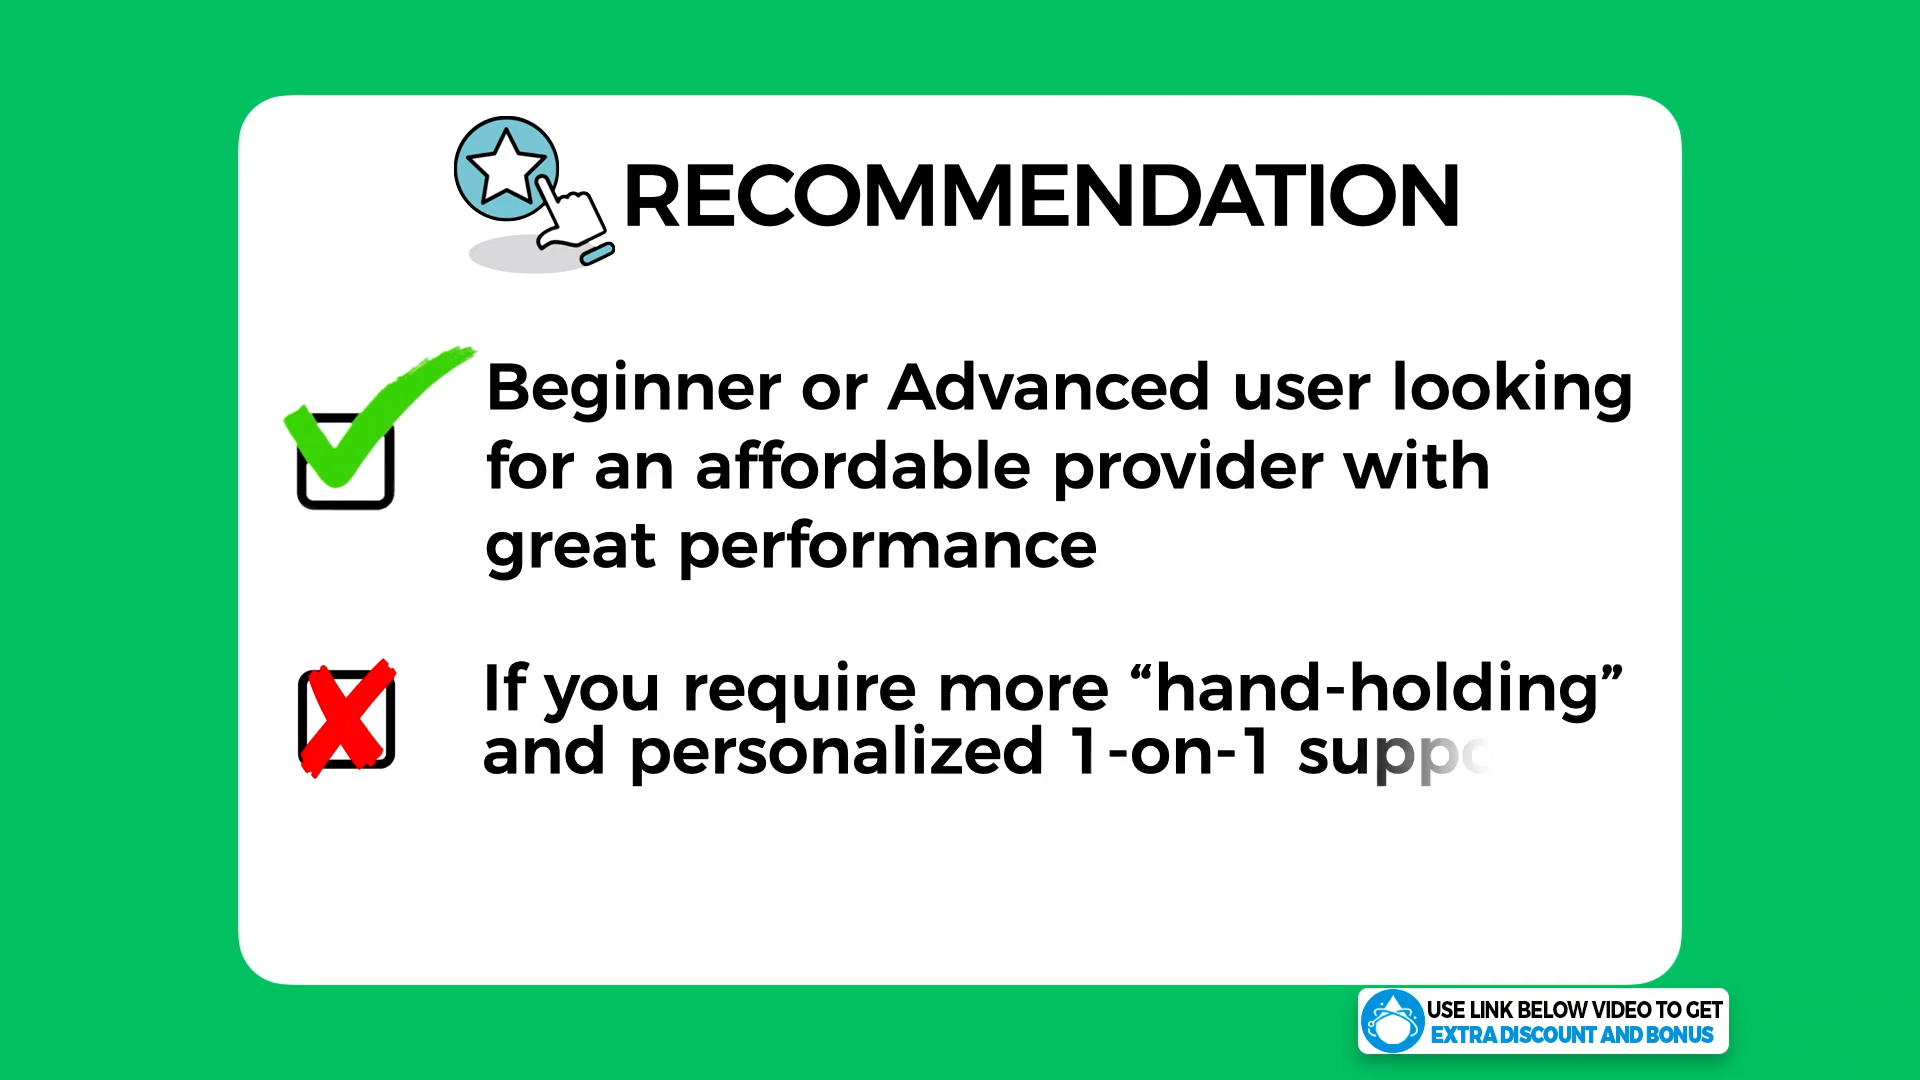 RECOMMENDATION
Beginner or Advanced user looking
for an affordable provider with
great performance
If you require more “hand-holding”
and personalized 1-on-1 suppo
USE LINK BELOW VIDEO TO GET
EXTRA DISCOUNT AND BONUS